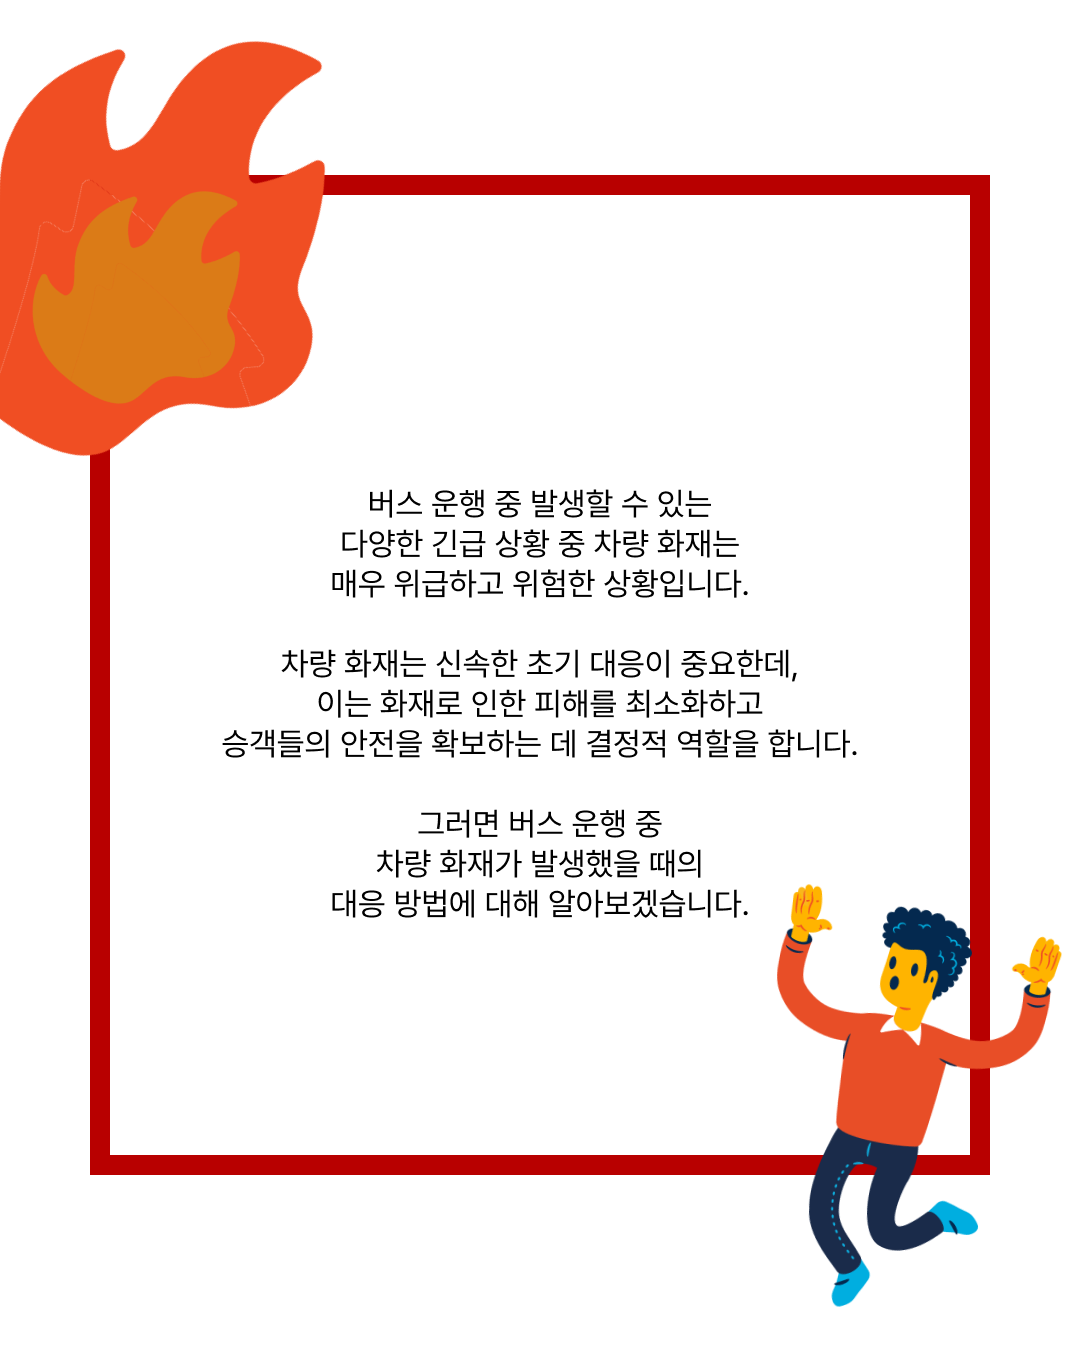 버스 운행 중 발생할 수 있는
다양한 긴급 상황 중 차량 화재는
매우 위급하고 위험한 상황입니다.
차량 화재는 신속한 초기 대응이 중요한데,
이는 화재로 인한 피해를 최소화하고
승객들의 안전을 확보하는 데 결정적 역할을 합니다.
그러면 버스 운행 중
차량 화재가 발생했을 때의
대응 방법에 대해 알아보겠습니다.